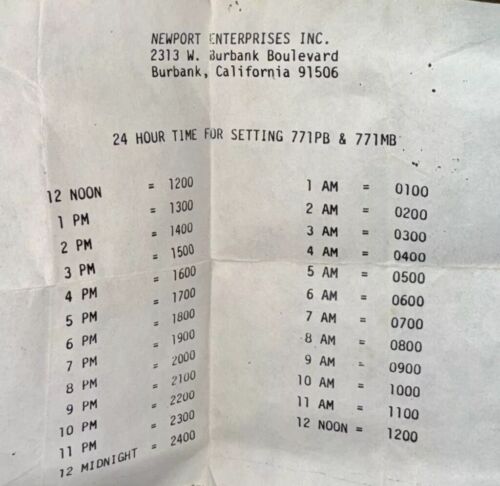 NEWPORT ENTERPRISES INC.
2313 W. Burbank Boulevard
Burbank, California 91506
24 HOUR TIME FOR SETTING 771PB & 771MB
12 NOON = 1200
1 PM = 1300
2 PM = 1400
3 PM = 1500
4 PM = 1600
5 PM = 1700
6 PM = 1800
7 PM = 1900
8 PM = 2000
9 PM = 2100
10 PM = 2200
11 PM = 2300
12 MIDNIGHT = 2400
1 AM = 0100
2 AM = 0200
3 AM = 0300
4 AM = 0400
5 AM = 0500
6 AM = 0600
7 AM = 0700
8 AM = 0800
9 AM = 0900
10 AM = 1000
11 AM = 1100
12 NOON = 1200